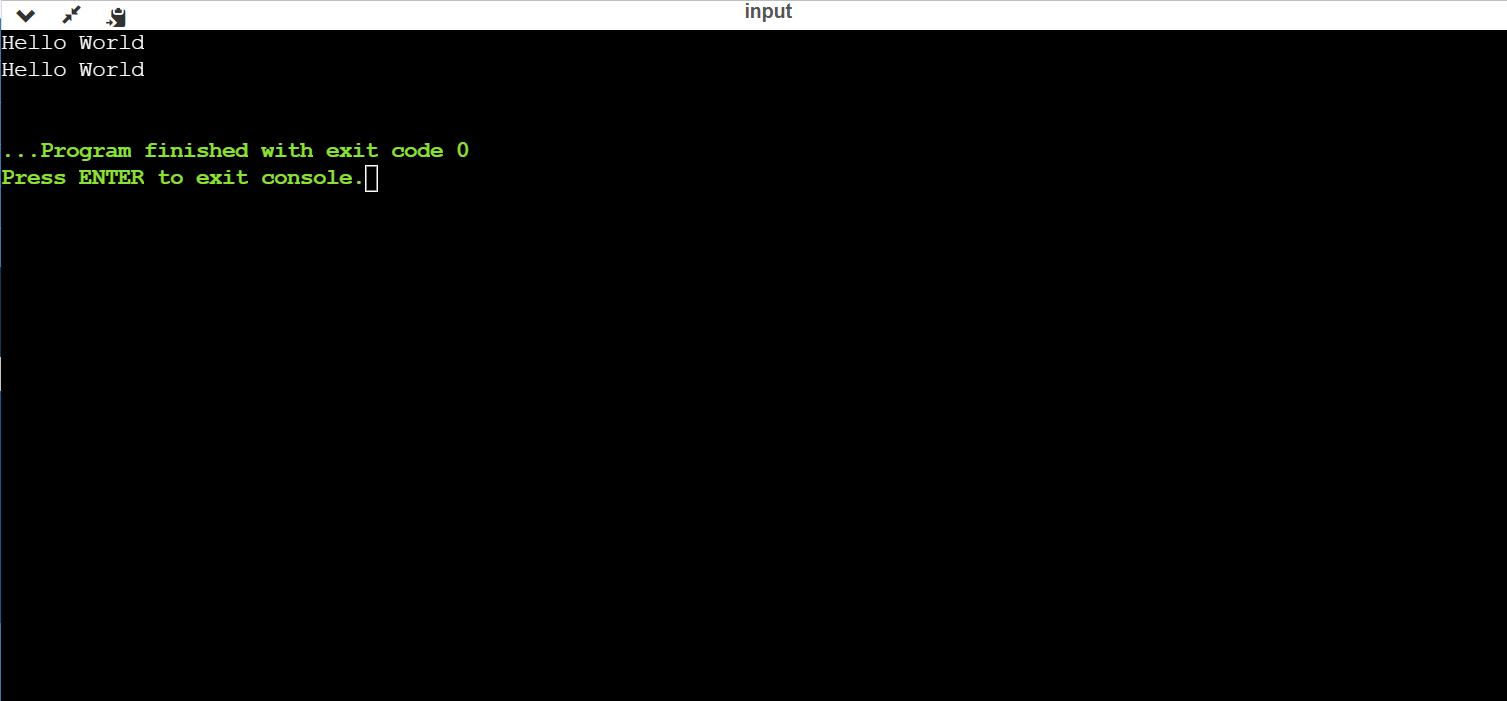 input
Hello World
Hello World
...Program finished with exit code 0
Press ENTER to exit console.